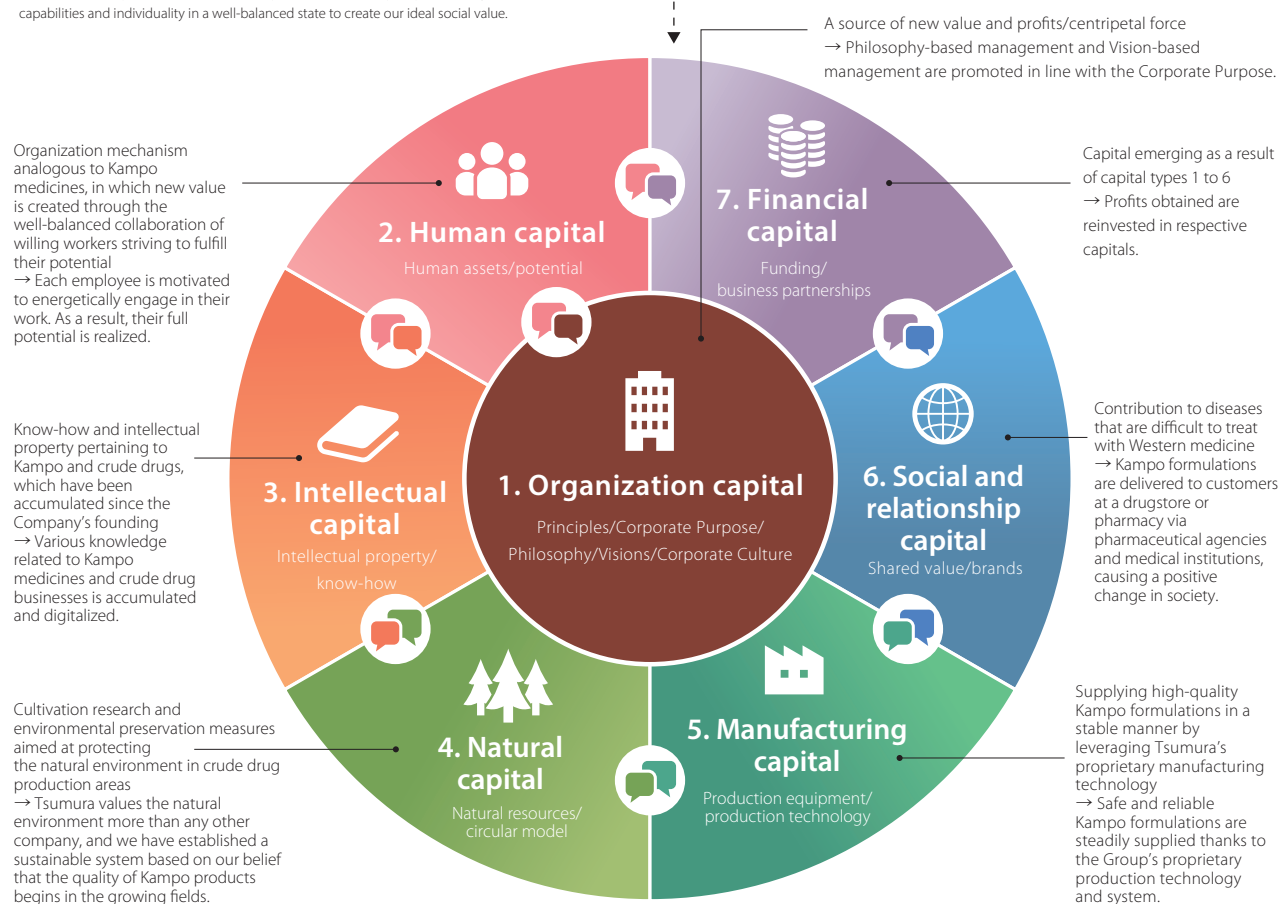 capabilities and individuality in a well-balanced state to create our ideal social value.
A source of new value and profits/centripetal force
→ Philosophy-based management and Vision-based
management are promoted in line with the Corporate Purpose.
Organization mechanism
analogous to Kampo
medicines, in which new value
is created through the
well-balanced collaboration of
willing workers striving to fulfill
their potential
→ Each employee is motivated
to energetically engage in their
work. As a result, their full
potential is realized.
2. Human capital
Human assets/potential
7. Financial
capital
Funding/
business partnerships
Capital emerging as a result
of capital types 1 to 6
→ Profits obtained are
reinvested in respective
capitals.
Know-how and intellectual
property pertaining to
Kampo and crude drugs,
which have been
accumulated since the
Company's founding
→ Various knowledge
related to Kampo
medicines and crude drug
businesses is accumulated
and digitalized.
3. Intellectual
capital
Intellectual property/
know-how
1. Organization capital
Principles/Corporate Purpose/
Philosophy/Visions/Corporate Culture
6. Social and
relationship
capital
Shared value/brands
Contribution to diseases
that are difficult to treat
with Western medicine
→ Kampo formulations
are delivered to customers
at a drugstore or
pharmacy via
pharmaceutical agencies
and medical institutions,
causing a positive
change in society.
Cultivation research and
environmental preservation measures
aimed at protecting
the natural environment in crude drug
production areas
→ Tsumura values the natural
environment more than any other
company, and we have established a
sustainable system based on our belief
that the quality of Kampo products
begins in the growing fields.
4. Natural
capital
Natural resources/
circular model
5. Manufacturing
capital
Production equipment/
production technology
Supplying high-quality
Kampo formulations in a
stable manner by
leveraging Tsumura's
proprietary manufacturing
technology
→ Safe and reliable
Kampo formulations are
steadily supplied thanks to
the Group's proprietary
production technology
and system.